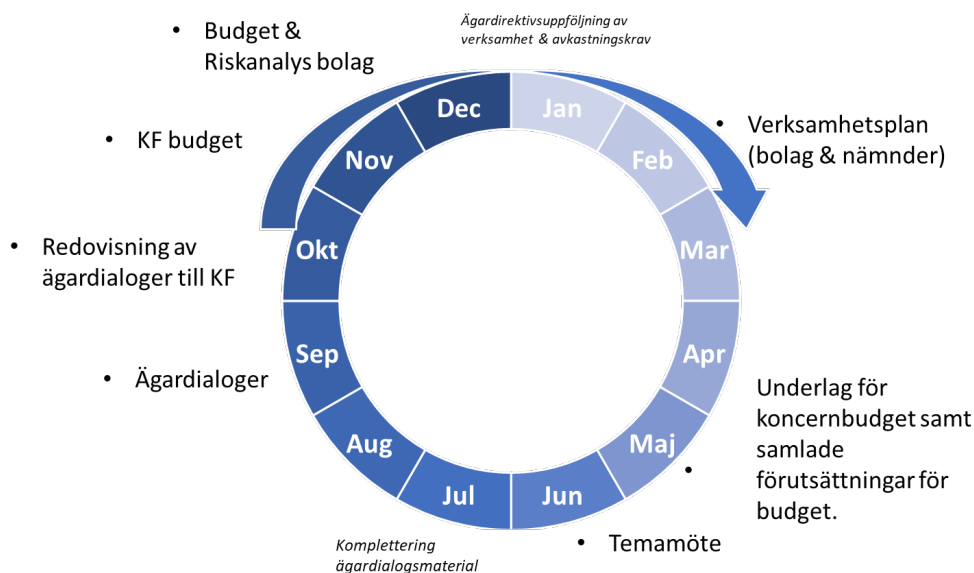 Ägardirektivsuppföljning av
verksamhet & avkastningskrav
• Budget &
Riskanalys bolag
Dec
Jan
• KF budget
Nov
Feb
• Verksamhetsplan
(bolag & nämnder)
• Redovisning av
ägardialoger till KF
Okt
Mar
• Ägardialoger
Sep
Apr
Aug
Maj
• Underlag för
koncernbudget samt
samlade
förutsättningar för
budget.
Jul
Jun
• Temamöte
Komplettering
ägardialogsmaterial